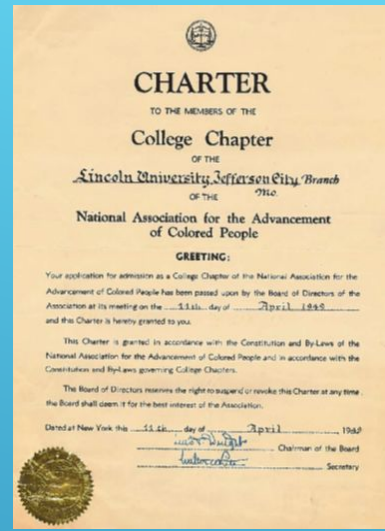 CHARTER
TO THE MEMBERS OF THE
College Chapter
OF THE
Lincoln University, Jefferson City Branch
OF THE Mo.
National Association for the Advancement
of Colored People
GREETING:
Your application for admission as a College Chapter of the National Association for the
Advancement of Colored People has been passed upon by the Board of Directors of the
Association at its meeting on the 11th day of April 1949
and this Charter is hereby granted to you.
This Charter is granted in accordance with the Constitution and By-Laws of the
National Association for the Advancement of Colored People and in accordance with the
Constitution and By-Laws governing College Chapters.
The Board of Directors reserves the right to suspend or revoke this Charter at any time
the Board shall deem it for the best interest of the Association.
Dated at New York this 11th day of April, 1949
Chairman of the Board
Secretary